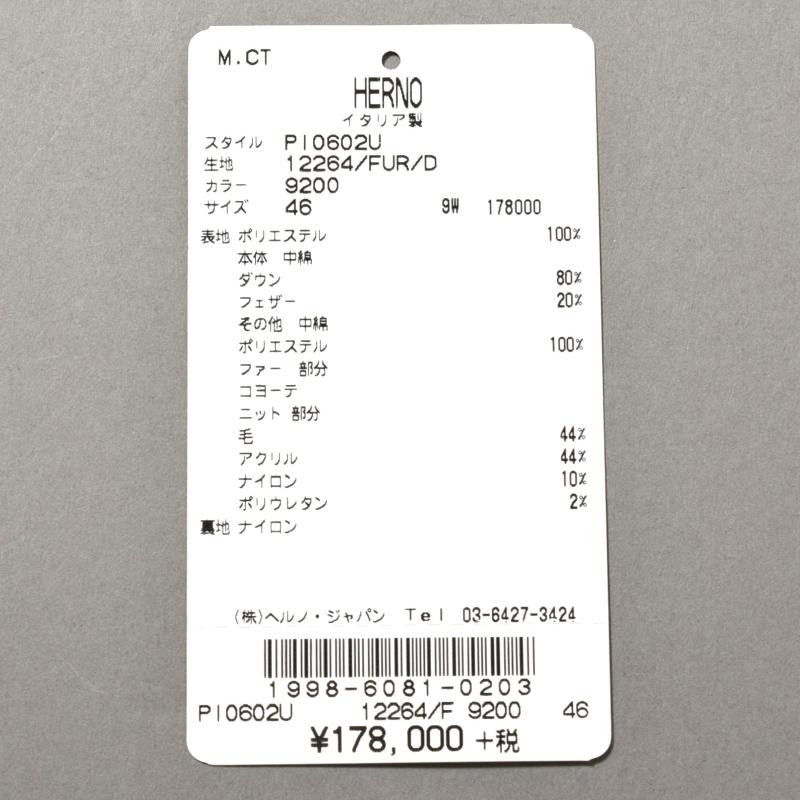 M.CT
HERNO
イタリア製
スタイル PI0602U
生地 12264/FUR/D
カラー 9200
サイズ 46 9W 178000
表地 ポリエステル 100%
本体 中綿
ダウン 80%
フェザー 20%
その他 中綿
ポリエステル 100%
ファー 部分
コヨーテ
ニット 部分
毛 44%
アクリル 44%
ナイロン 10%
ポリウレタン 2%
裏地 ナイロン
(株)ヘルノ・ジャパン Tel 03-6427-3424
1998-6081-0203
PI0602U 12264/F 9200 46
¥178,000 +税